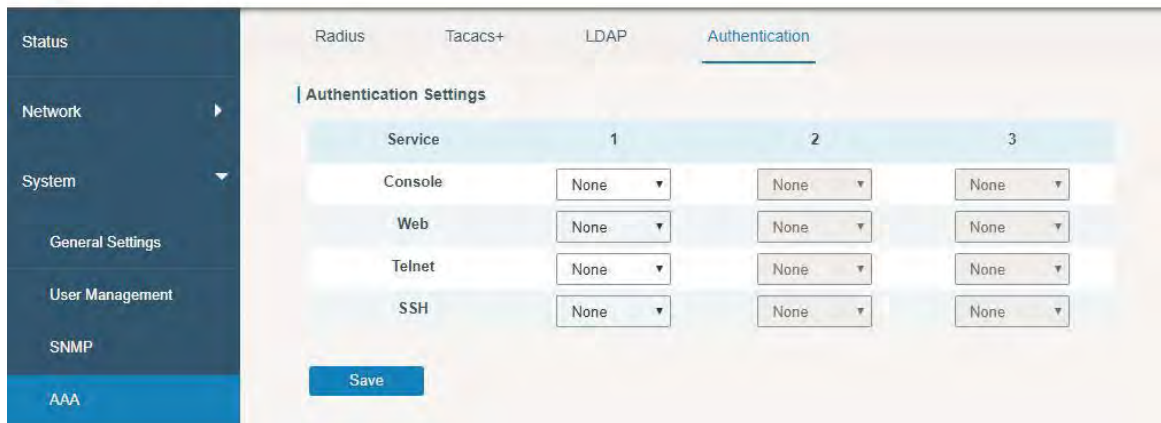 Status
Network
System
General Settings
User Management
SNMP
AAA
Radius Tacacs+ LDAP Authentication
Authentication Settings
Service 1 2 3
Console None None None
Web None None None
Telnet None None None
SSH None None None
Save